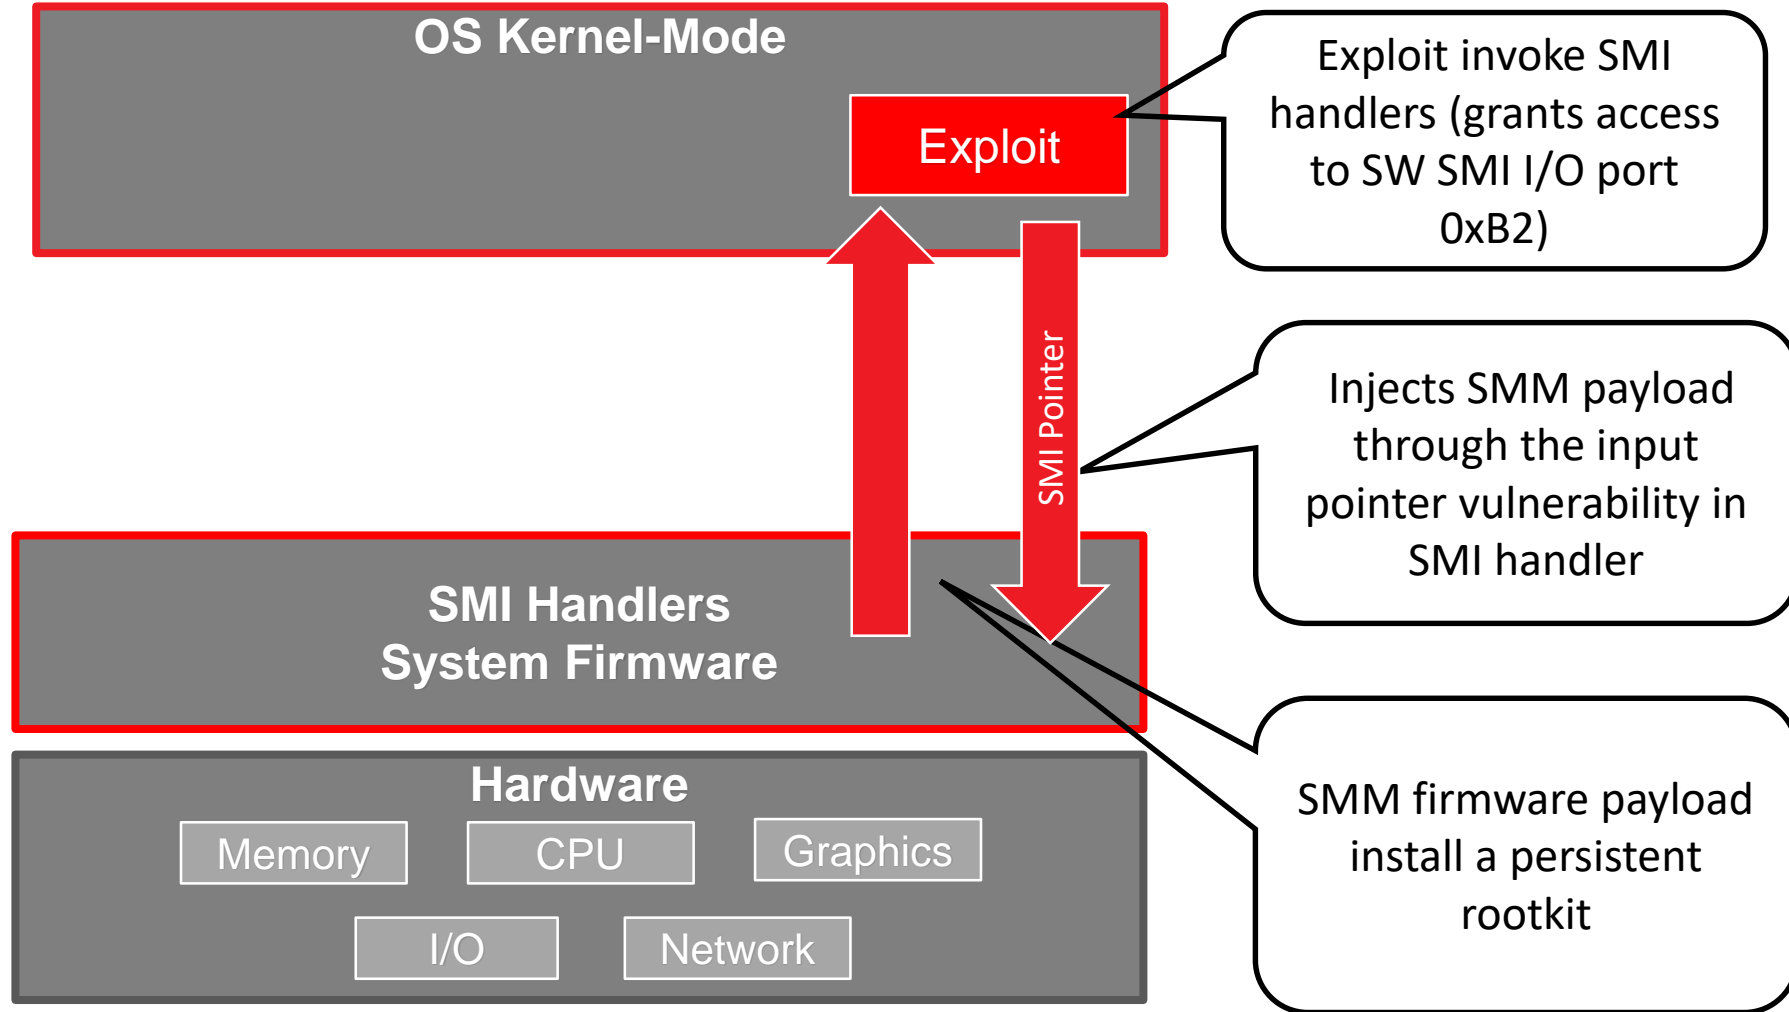 OS Kernel-Mode
Exploit
Exploit invoke SMI
handlers (grants access
to SW SMI I/O port
0xB2)
SMI Pointer
Injects SMM payload
through the input
pointer vulnerability in
SMI handler
SMI Handlers
System Firmware
SMM firmware payload
install a persistent
rootkit
Hardware
Memory
CPU
Graphics
I/O
Network